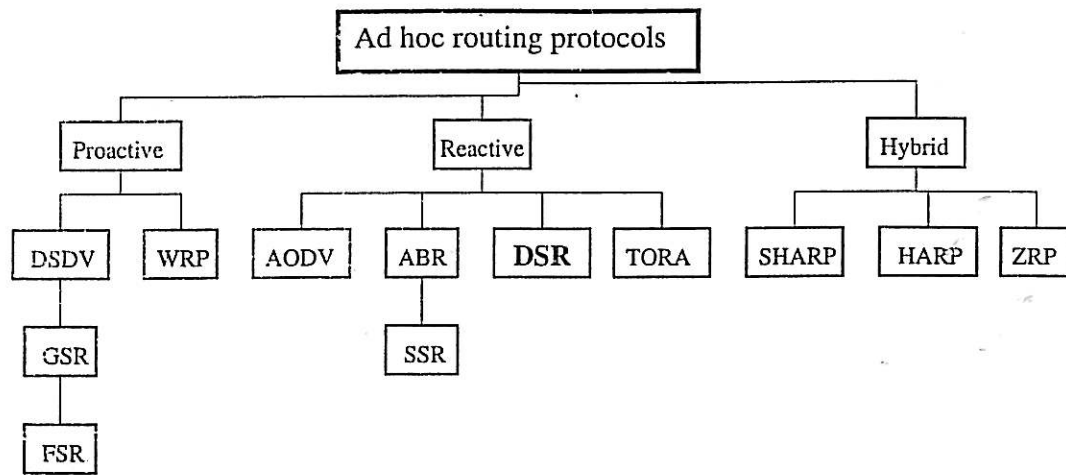 Ad hoc routing protocols
Proactive
Reactive
Hybrid
DSDV
WRP
AODV
ABR
DSR
TORA
SHARP
HARP
ZRP
GSR
SSR
FSR